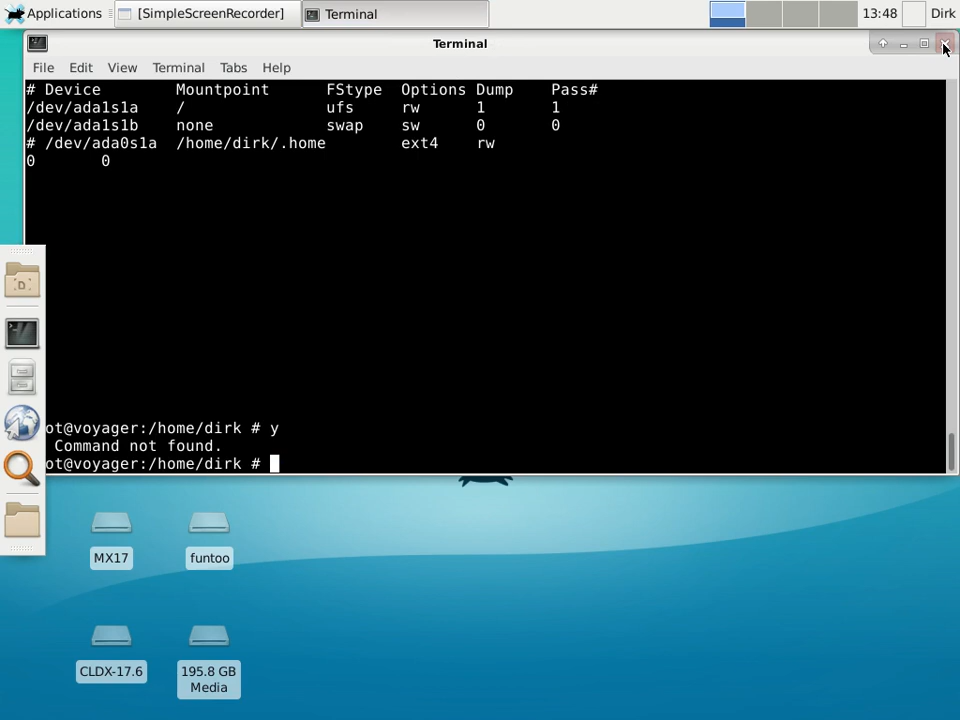 Applications
[SimpleScreenRecorder]
Terminal
13:48
Dirk
Terminal
File Edit View Terminal Tabs Help
# Device Mountpoint FStype Options Dump Pass#
/dev/ada1s1a / ufs rw 1 1
/dev/ada1s1b none swap sw 0 0
# /dev/ada0s1a /home/dirk/.home ext4 rw
0 0
ot@voyager:/home/dirk # y
Command not found.
ot@voyager:/home/dirk #
D
MX17
funtoo
CLDX-17.6
195.8 GB
Media